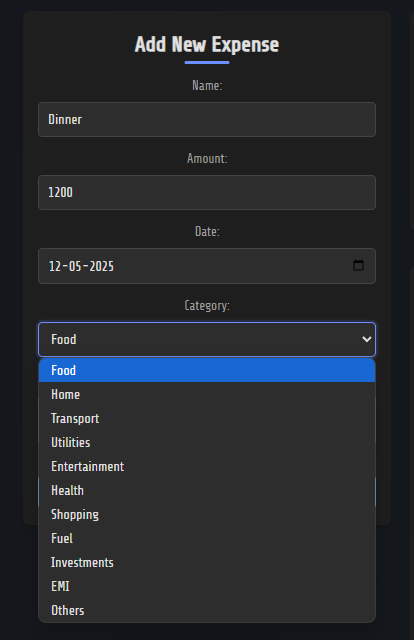 Add New Expense
Name:
Dinner
Amount:
1200
Date:
12-05-2025
Category:
Food
Food
Home
Transport
Utilities
Entertainment
Health
Shopping
Fuel
Investments
EMI
Others